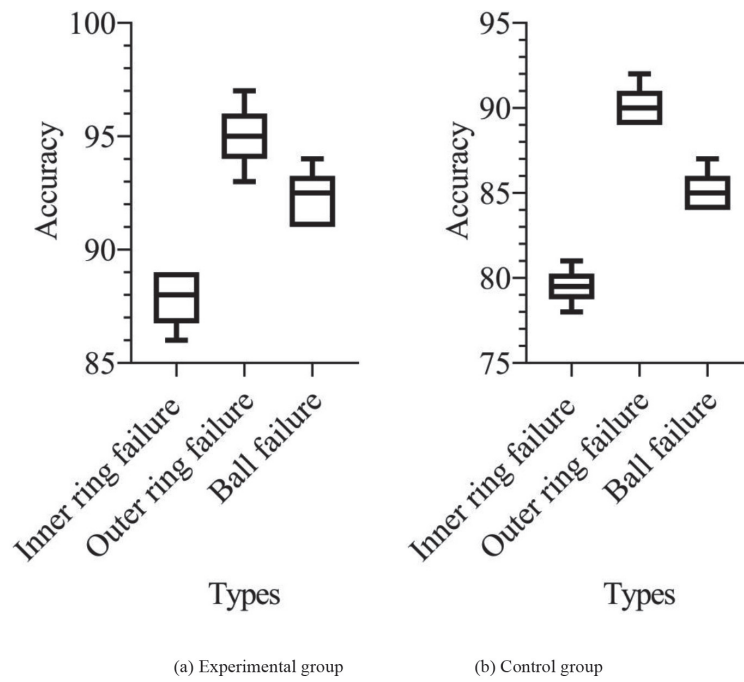 100
95
90
85
Accuracy
Inner ring failure
Outer ring failure
Ball failure
Types
(a) Experimental group
95
90
85
80
75
Accuracy
Inner ring failure
Outer ring failure
Ball failure
Types
(b) Control group